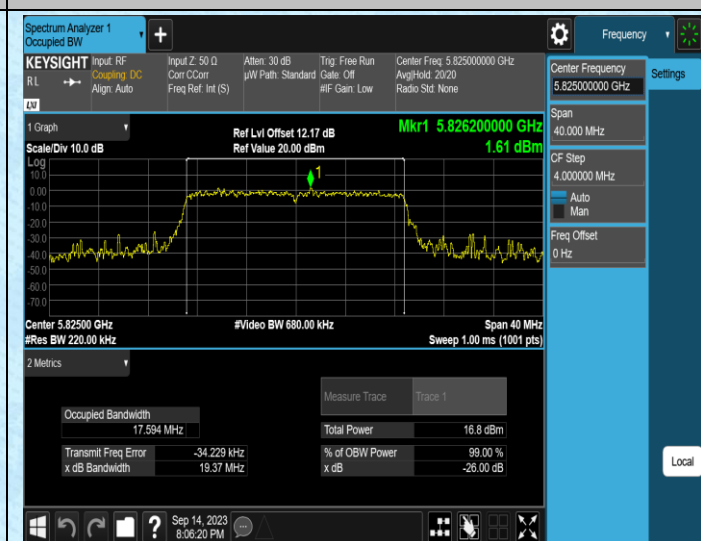 Spectrum Analyzer 1
Occupied BW
Frequency
KEYSIGHT
RL
LXI
Input: RF
Coupling: DC
Align: Auto
Input Z: 50 Ω
Corr CCorr
Freq Ref: Int (S)
Atten: 30 dB
µW Path: Standard
Trig: Free Run
Gate: Off
#IF Gain: Low
Center Freq: 5.825000000 GHz
Avg|Hold: 20/20
Radio Std: None
Center Frequency
5.825000000 GHz
Settings
Span
40.000 MHz
CF Step
4.000000 MHz
Auto
Man
Freq Offset
0 Hz
Local
1 Graph
Scale/Div 10.0 dB
Ref Lvl Offset 12.17 dB
Ref Value 20.00 dBm
Mkr1 5.826200000 GHz
1.61 dBm
Log
10.0
0.00
-10.0
-20.0
-30.0
-40.0
-50.0
-60.0
-70.0
1
Center 5.82500 GHz
#Video BW 680.00 kHz
Span 40 MHz
#Res BW 220.00 kHz
Sweep 1.00 ms (1001 pts)
2 Metrics
Measure Trace
Trace 1
Occupied Bandwidth
17.594 MHz
Total Power
16.8 dBm
Transmit Freq Error
-34.229 kHz
% of OBW Power
99.00 %
x dB Bandwidth
19.37 MHz
x dB
-26.00 dB
?
Sep 14, 2023
8:06:20 PM